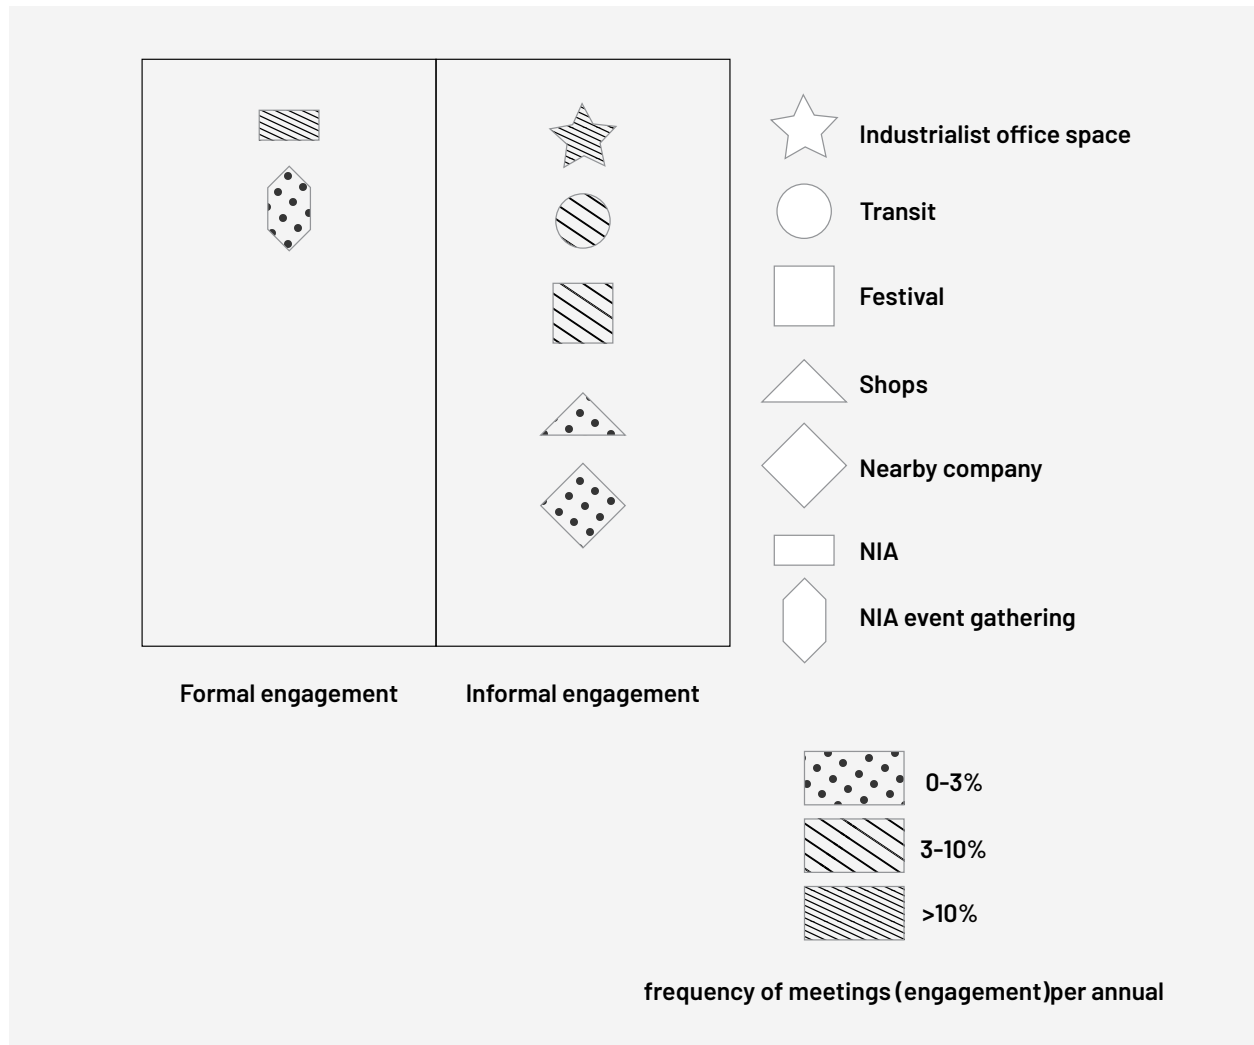 Industrialist office space
Transit
Festival
Shops
Nearby company
NIA
NIA event gathering
Formal engagement
Informal engagement
0-3%
3-10%
>10%
frequency of meetings (engagement)per annual